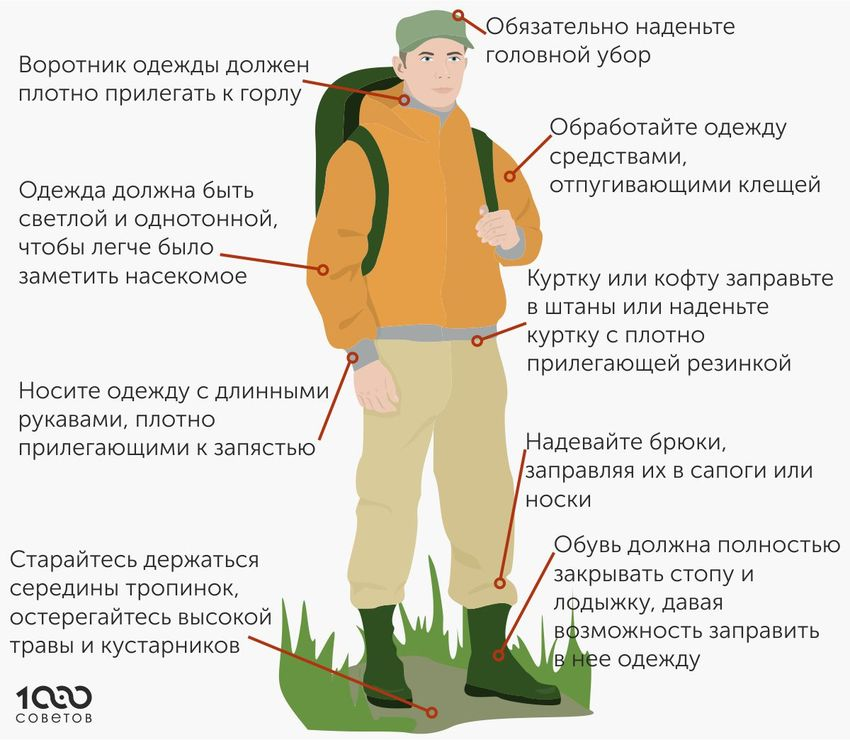 Обязательно наденьте
головной убор
Воротник одежды должен
плотно прилегать к горлу
Обработайте одежду
средствами,
отпугивающими клещей
Одежда должна быть
светлой и однотонной,
чтобы легче было
заметить насекомое
Куртку или кофту заправьте
в штаны или наденьте
куртку с плотно
прилегающей резинкой
Носите одежду с длинными
рукавами, плотно
прилегающими к запястью
Надевайте брюки,
заправляя их в сапоги или
носки
Обувь должна полностью
закрывать стопу и
лодыжку, давая
возможность заправить
в нее одежду
Старайтесь держаться
середины тропинок,
остерегайтесь высокой
травы и кустарников
1000
советов